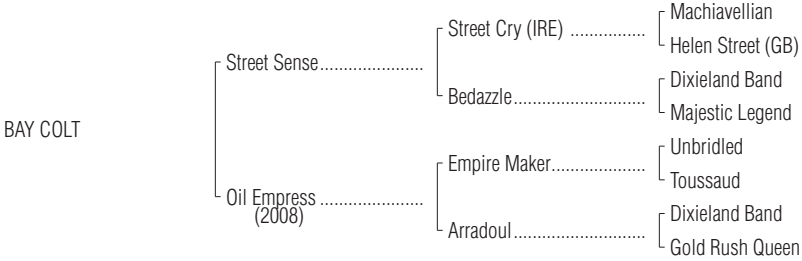 Machiavellian
Street Cry (IRE) ................
Helen Street (GB)
Street Sense......................
Dixieland Band
Bedazzle............................
Majestic Legend
BAY COLT
Unbridled
Empire Maker....................
Toussaud
Oil Empress ......................
(2008)
Dixieland Band
Arradoul............................
Gold Rush Queen